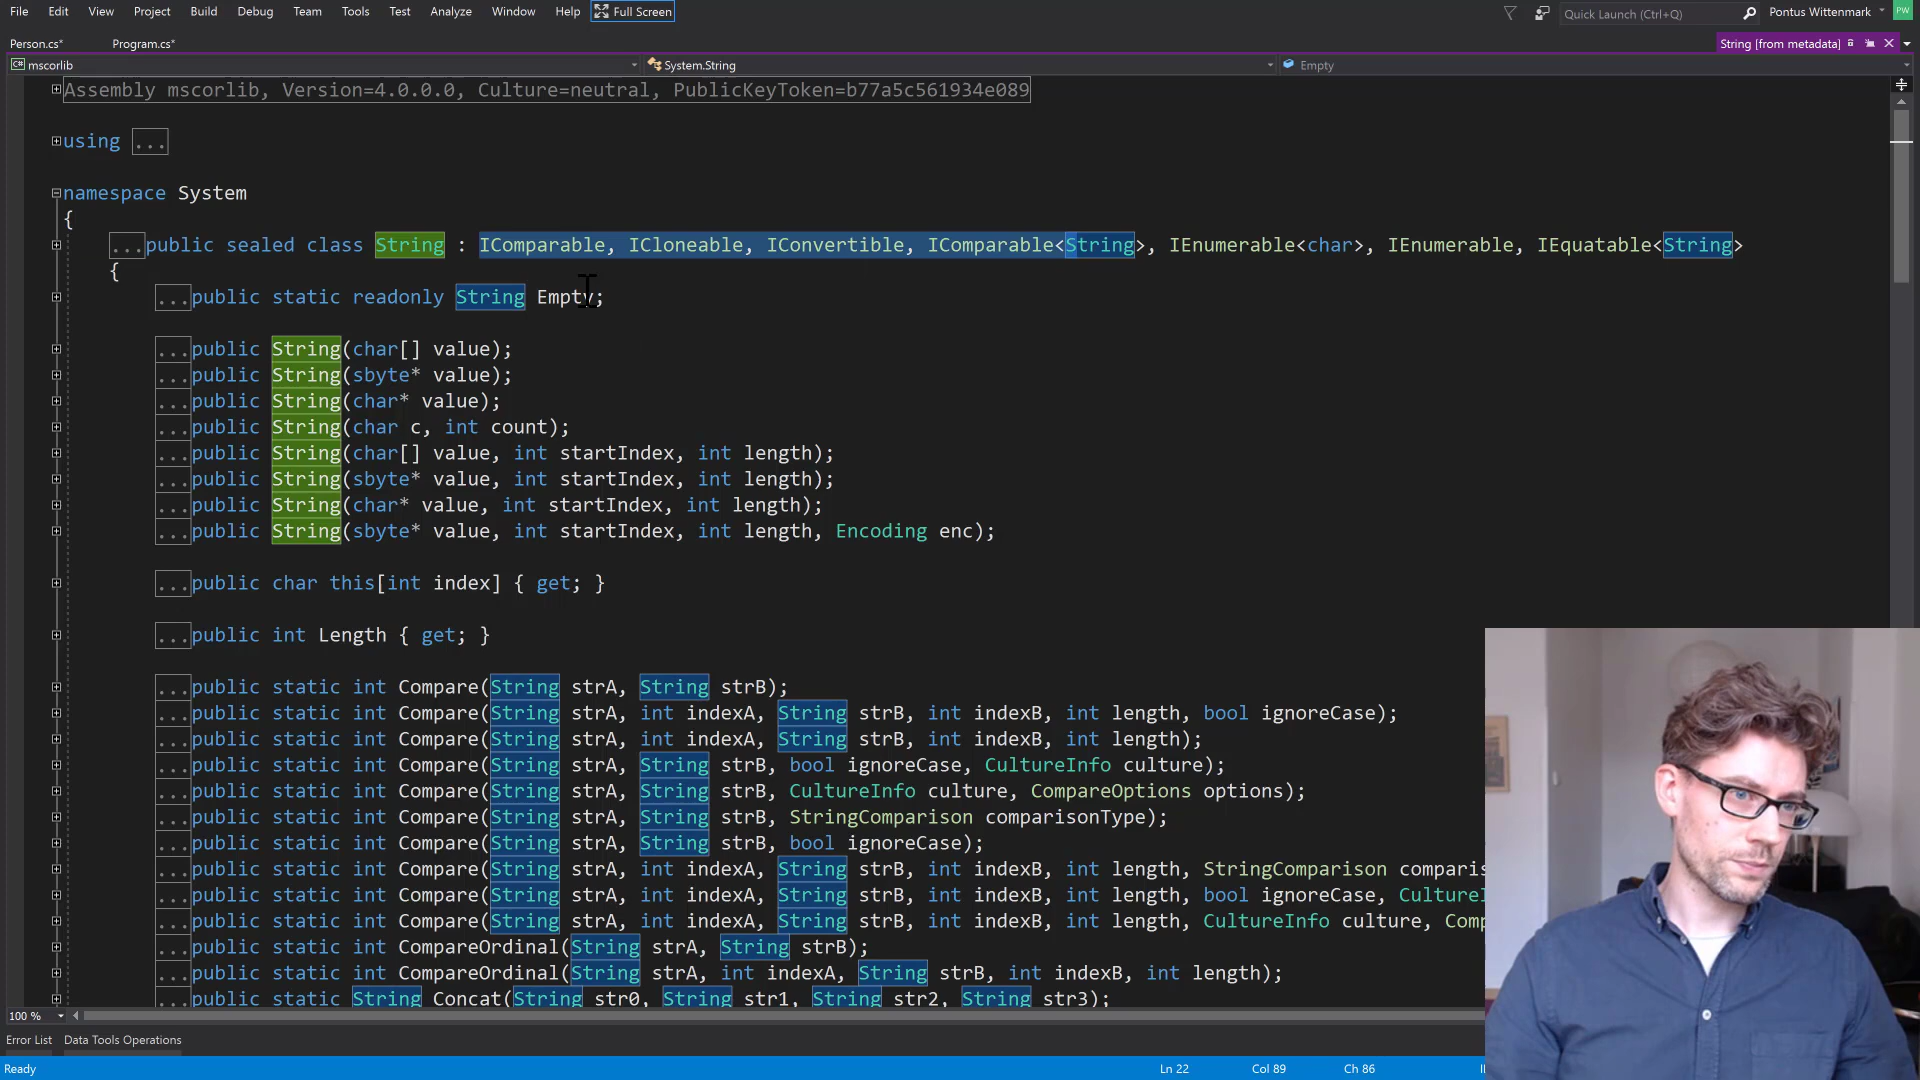 File Edit View Project Build Debug Team Tools Test Analyze Window Help Full Screen Quick Launch (Ctrl+Q) Pontus Wittenmark PW
Person.cs* Program.cs* String [from metadata]
C# mscorlib System.String Empty
Assembly mscorlib, Version=4.0.0.0, Culture=neutral, PublicKeyToken=b77a5c561934e089
using ...
namespace System
{
...public sealed class String : IComparable, ICloneable, IConvertible, IComparable<String>, IEnumerable<char>, IEnumerable, IEquatable<String>
{
...public static readonly String Empty;
...public String(char[] value);
...public String(sbyte* value);
...public String(char* value);
...public String(char c, int count);
...public String(char[] value, int startIndex, int length);
...public String(sbyte* value, int startIndex, int length);
...public String(char* value, int startIndex, int length);
...public String(sbyte* value, int startIndex, int length, Encoding enc);
...public char this[int index] { get; }
...public int Length { get; }
...public static int Compare(String strA, String strB);
...public static int Compare(String strA, int indexA, String strB, int indexB, int length, bool ignoreCase);
...public static int Compare(String strA, int indexA, String strB, int indexB, int length);
...public static int Compare(String strA, String strB, bool ignoreCase, CultureInfo culture);
...public static int Compare(String strA, String strB, CultureInfo culture, CompareOptions options);
...public static int Compare(String strA, String strB, StringComparison comparisonType);
...public static int Compare(String strA, String strB, bool ignoreCase);
...public static int Compare(String strA, int indexA, String strB, int indexB, int length, StringComparison comparis
...public static int Compare(String strA, int indexA, String strB, int indexB, int length, bool ignoreCase, CultureI
...public static int Compare(String strA, int indexA, String strB, int indexB, int length, CultureInfo culture, Comp
...public static int CompareOrdinal(String strA, String strB);
...public static int CompareOrdinal(String strA, int indexA, String strB, int indexB, int length);
...public static String Concat(String str0, String str1, String str2, String str3);
100 %
Error List Data Tools Operations
Ready Ln 22 Col 89 Ch 86